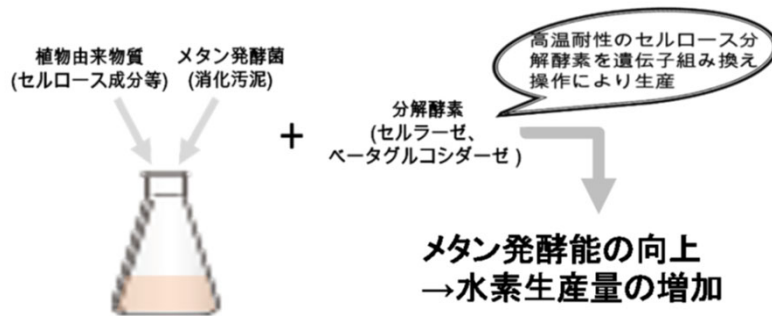 植物由来物質
(セルロース成分等)
メタン発酵菌
(消化汚泥)
+
分解酵素
(セルラーゼ、
ベータグルコシダーゼ)
高温耐性のセルロース分
解酵素を遺伝子組み換え
操作により生産
メタン発酵能の向上
→水素生産量の増加